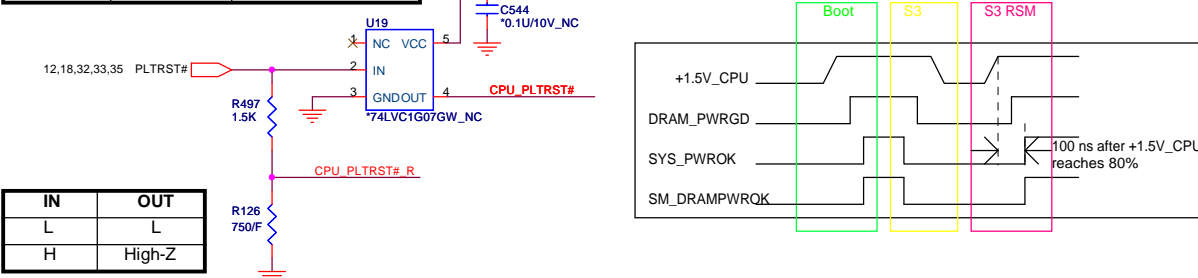 C544
*0.1U/10V_NC
U19
1 NC VCC 5
12,18,32,33,35 PLTRST# 2 IN
3 GND OUT 4 CPU_PLTRST#
*74LVC1G07GW_NC
R497
1.5K
CPU_PLTRST#_R
R126
750/F
IN OUT
L L
H High-Z
Boot S3 S3 RSM
+1.5V_CPU
DRAM_PWRGD
SYS_PWROK
100 ns after +1.5V_CPU
reaches 80%
SM_DRAMPWROK